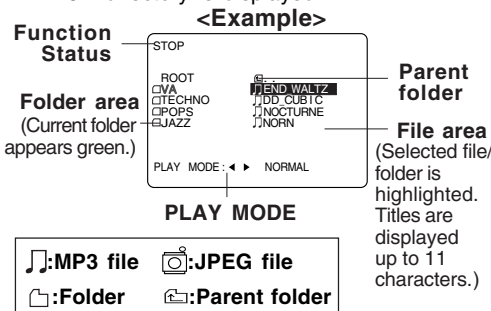 <Example>
Function
Status
STOP
ROOT
VA
TECHNO
POPS
JAZZ
. .
END WALTZ
DD_CUBIC
NOCTURNE
NORN
PLAY MODE : ◄ ► NORMAL
Parent
folder
Folder area
(Current folder
appears green.)
File area
(Selected file/
folder is
highlighted.
Titles are
displayed
up to 11
characters.)
PLAY MODE
:MP3 file :JPEG file
:Folder :Parent folder